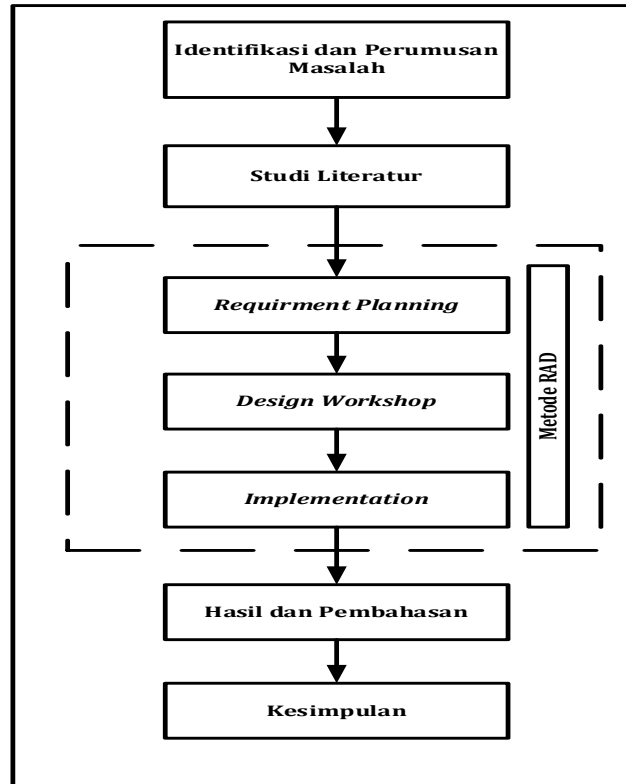 Identifikasi dan Perumusan
Masalah
Studi Literatur
Requirment Planning
Design Workshop
Implementation
Metode RAD
Hasil dan Pembahasan
Kesimpulan